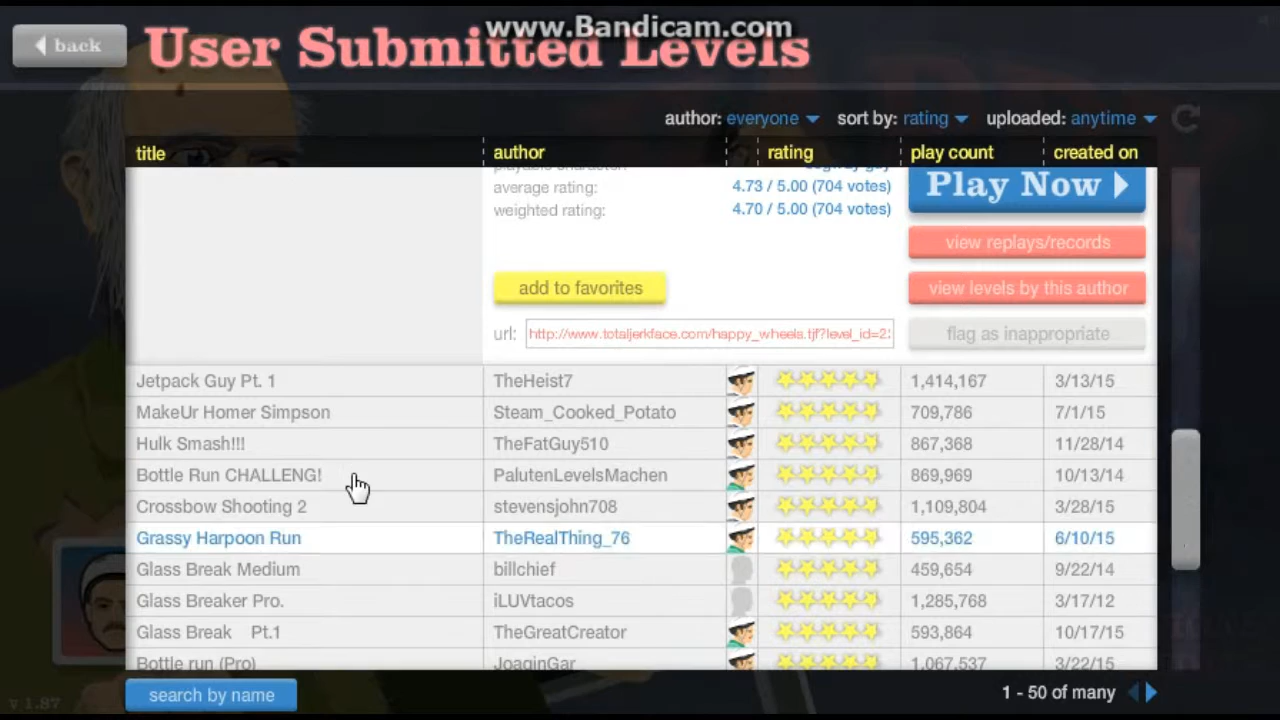 www.Bandicam.com
back
User Submitted Levels
author: everyone sort by: rating uploaded: anytime
title author rating play count created on
average rating: 4.73 / 5.00 (704 votes)
Play Now
weighted rating: 4.70 / 5.00 (704 votes)
view replays/records
add to favorites
view levels by this author
url: http://www.totaljerkface.com/happy_wheels.tjf?level_id=2
flag as inappropriate
Jetpack Guy Pt. 1 TheHeist7 1,414,167 3/13/15
MakeUr Homer Simpson Steam_Cooked_Potato 709,786 7/1/15
Hulk Smash!!! TheFatGuy510 867,368 11/28/14
Bottle Run CHALLENG! PalutenLevelsMachen 869,969 10/13/14
Crossbow Shooting 2 stevensjohn708 1,109,804 3/28/15
Grassy Harpoon Run TheRealThing_76 595,362 6/10/15
Glass Break Medium billchief 459,654 9/22/14
Glass Breaker Pro. iLUVtacos 1,285,768 3/17/12
Glass Break Pt.1 TheGreatCreator 593,864 10/17/15
Bottle run (Pro) JoaqinGar 1,067,537 3/22/15
search by name
1 - 50 of many
v 1.87